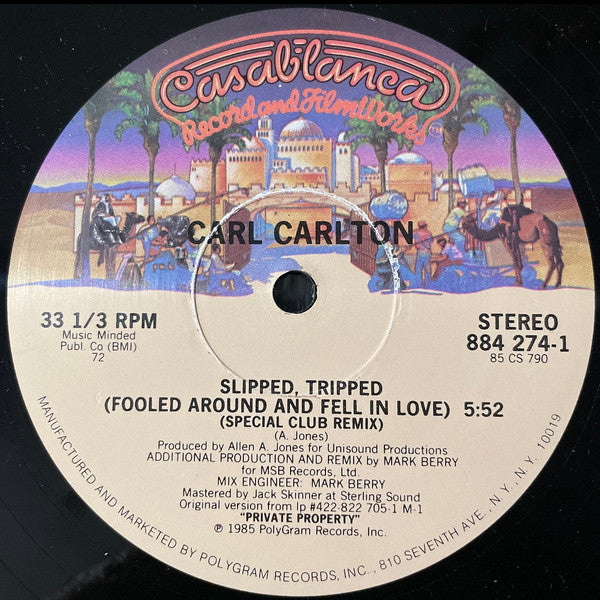 Casablanca
Record and FilmWorks™
CARL CARLTON
33 1/3 RPM
Music Minded
Publ. Co (BMI)
72
STEREO
884 274-1
85 CS 790
SLIPPED, TRIPPED
(FOOLED AROUND AND FELL IN LOVE) 5:52
(SPECIAL CLUB REMIX)
(A. Jones)
Produced by Allen A. Jones for Unisound Productions
ADDITIONAL PRODUCTION AND REMIX by MARK BERRY
for MSB Records, Ltd.
MIX ENGINEER: MARK BERRY
Mastered by Jack Skinner at Sterling Sound
Original version from lp #422-822 705-1 M-1
"PRIVATE PROPERTY"
℗ 1985 PolyGram Records, Inc.
MANUFACTURED AND MARKETED BY POLYGRAM RECORDS, INC., 810 SEVENTH AVE., N.Y., N.Y. 10019